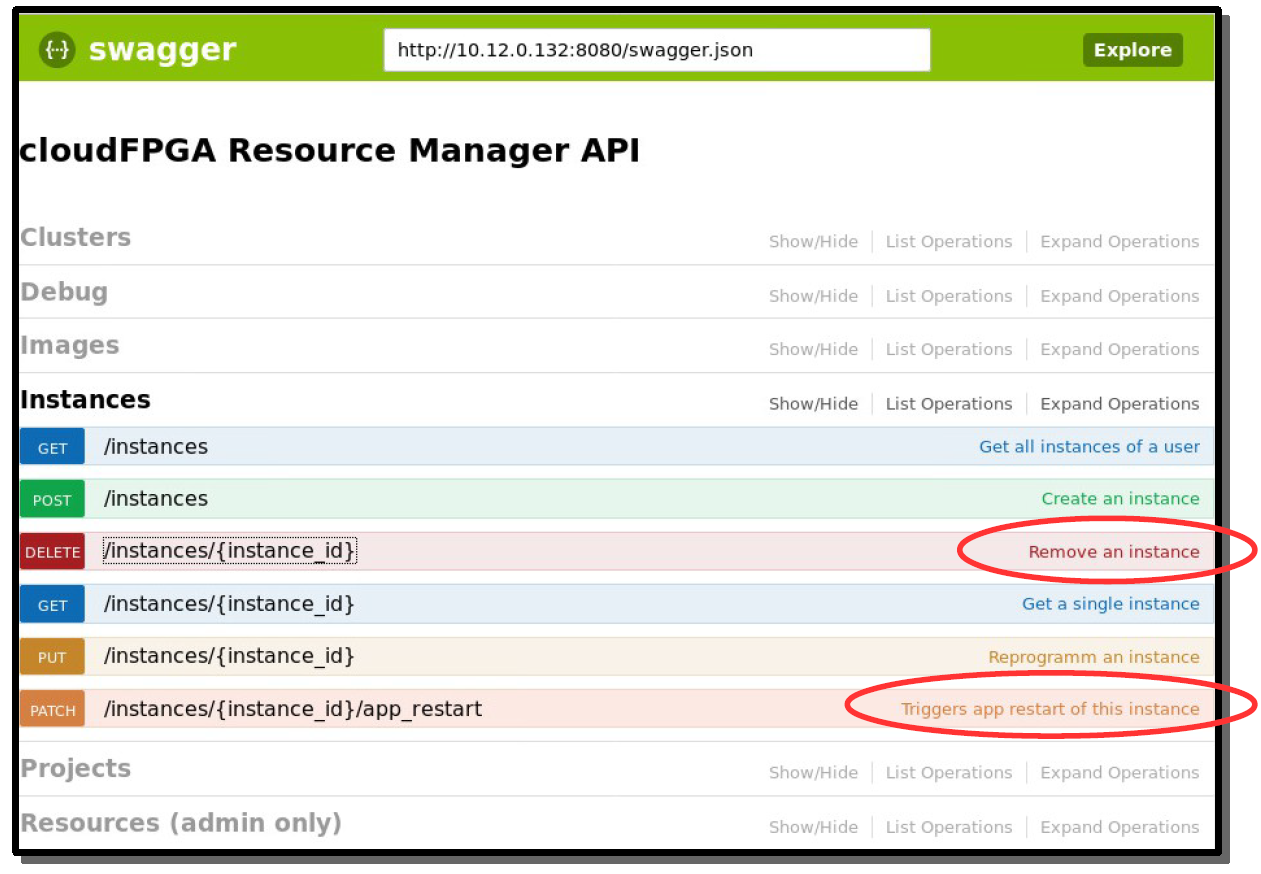 {··} swagger http://10.12.0.132:8080/swagger.json Explore
cloudFPGA Resource Manager API
Clusters Show/Hide List Operations Expand Operations
Debug Show/Hide List Operations Expand Operations
Images Show/Hide List Operations Expand Operations
Instances Show/Hide List Operations Expand Operations
GET /instances Get all instances of a user
POST /instances Create an instance
DELETE /instances/{instance_id} Remove an instance
GET /instances/{instance_id} Get a single instance
PUT /instances/{instance_id} Reprogramm an instance
PATCH /instances/{instance_id}/app_restart Triggers app restart of this instance
Projects Show/Hide List Operations Expand Operations
Resources (admin only) Show/Hide List Operations Expand Operations